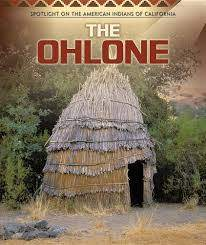 SPOTLIGHT ON THE AMERICAN INDIANS OF CALIFORNIA
THE
OHLONE